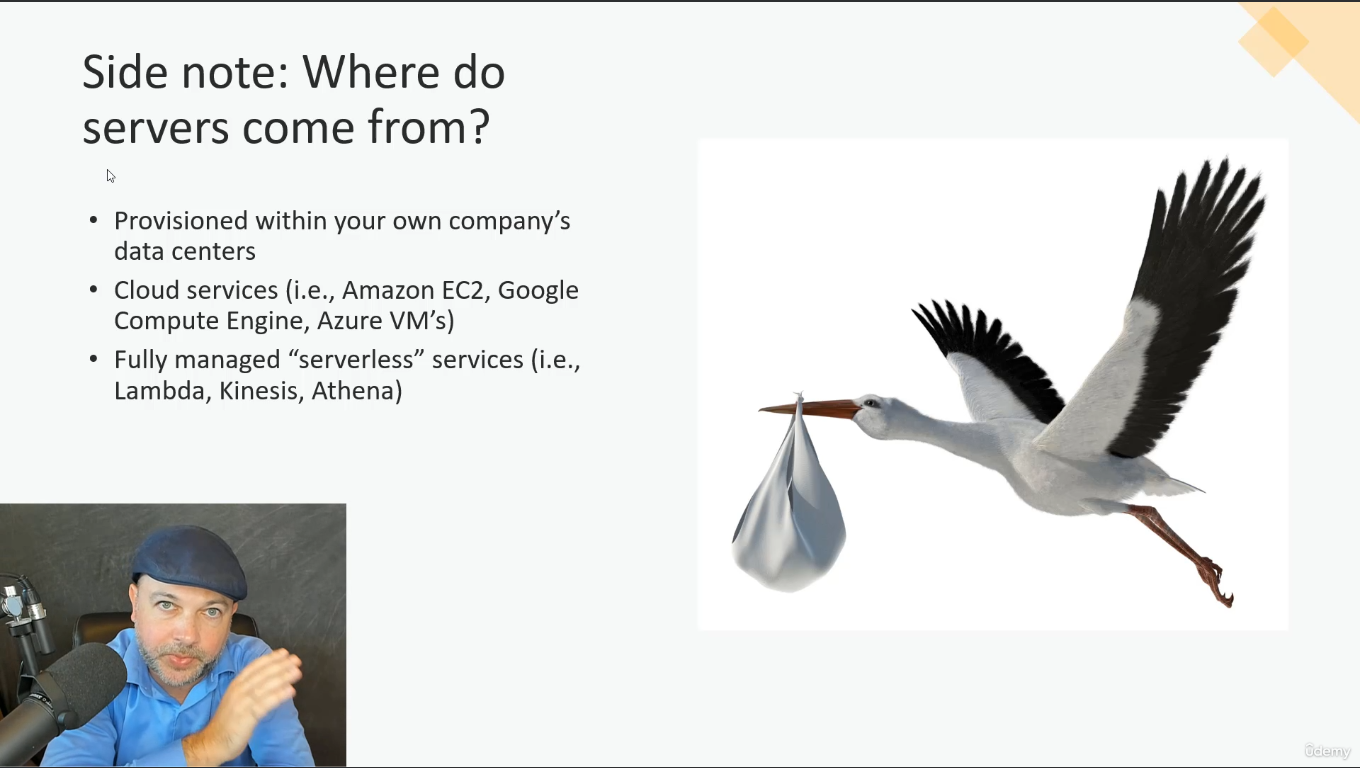 Side note: Where do
servers come from?
• Provisioned within your own company’s
data centers
• Cloud services (i.e., Amazon EC2, Google
Compute Engine, Azure VM’s)
• Fully managed “serverless” services (i.e.,
Lambda, Kinesis, Athena)
ûdemy